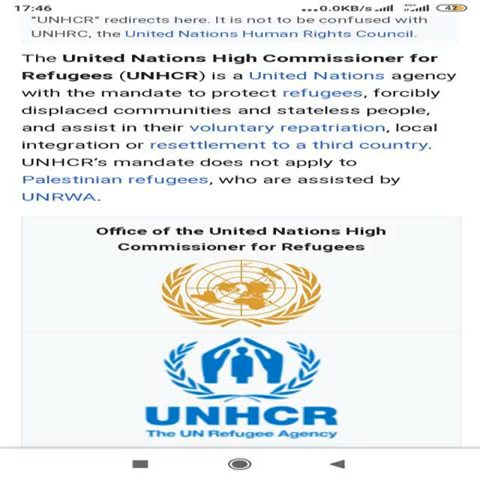 17:46
...0.0KB/s
4G+
42
"UNHCR" redirects here. It is not to be confused with
UNHRC, the United Nations Human Rights Council.
The United Nations High Commissioner for
Refugees (UNHCR) is a United Nations agency
with the mandate to protect refugees, forcibly
displaced communities and stateless people,
and assist in their voluntary repatriation, local
integration or resettlement to a third country.
UNHCR's mandate does not apply to
Palestinian refugees, who are assisted by
UNRWA.
Office of the United Nations High
Commissioner for Refugees
UNHCR
The UN Refugee Agency